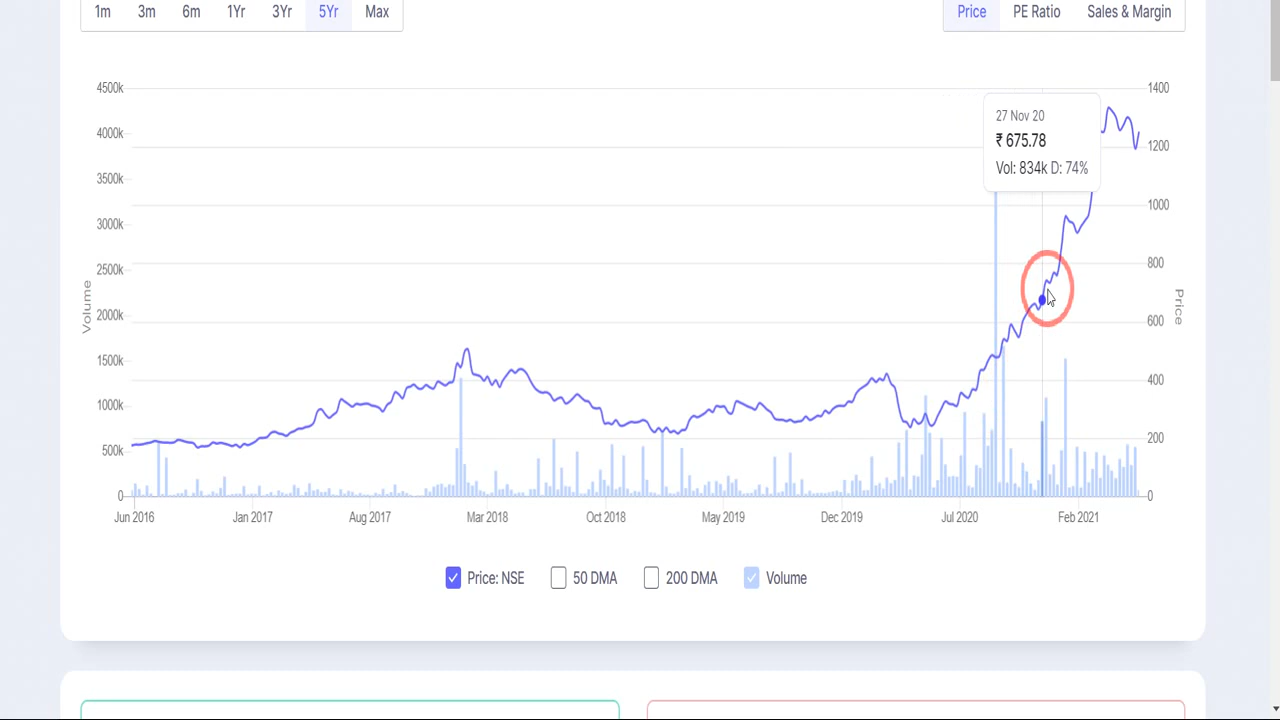 1m 3m 6m 1Yr 3Yr 5Yr Max Price PE Ratio Sales & Margin
4500k 1400
27 Nov 20
₹ 675.78
Vol: 834k D: 74%
4000k 1200
3500k 1000
3000k 800
2500k 600
2000k 400
1500k 200
1000k 0
500k
0
Volume
Price
Jun 2016 Jan 2017 Aug 2017 Mar 2018 Oct 2018 May 2019 Dec 2019 Jul 2020 Feb 2021
Price: NSE 50 DMA 200 DMA Volume